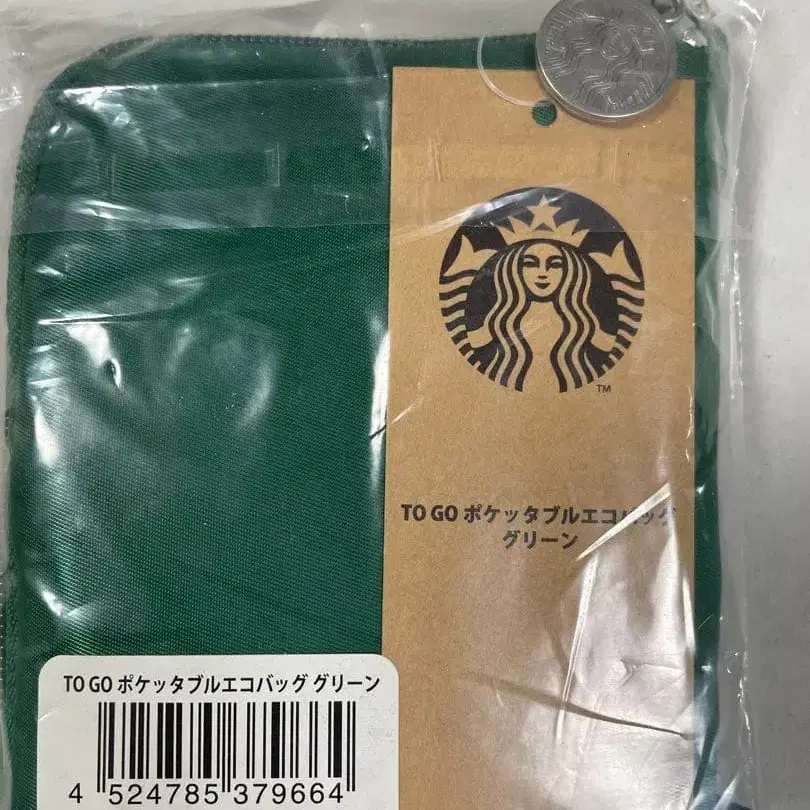 TM
TO GO ポケッタブルエコバッグ
グリーン
TO GO ポケッタブルエコバッグ グリーン
4 524785 379664